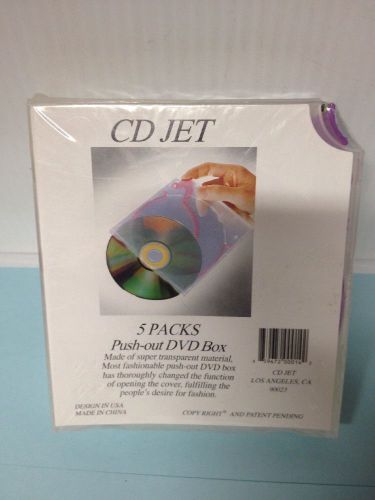 CD JET
5 PACKS
Push-out DVD Box
Made of super transparent material.
Most fashionable push-out DVD box
has thoroughly changed the function
of opening the cover, fulfilling the
people's desire for fashion.
CD JET
LOS ANGELES, CA
90023
DESIGN IN USA
MADE IN CHINA
COPY RIGHT™ AND PATENT PENDING